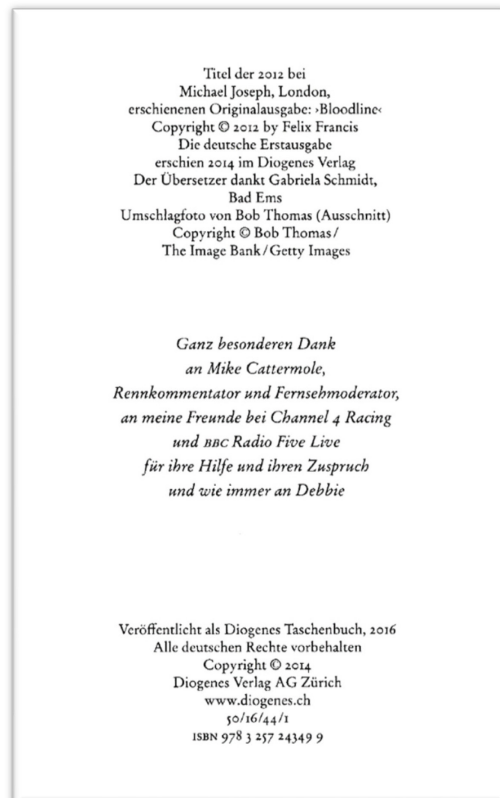 Titel der 2012 bei
Michael Joseph, London,
erschienenen Originalausgabe: ›Bloodline‹
Copyright © 2012 by Felix Francis
Die deutsche Erstausgabe
erschien 2014 im Diogenes Verlag
Der Übersetzer dankt Gabriela Schmidt,
Bad Ems
Umschlagfoto von Bob Thomas (Ausschnitt)
Copyright © Bob Thomas/
The Image Bank/Getty Images
Ganz besonderen Dank
an Mike Cattermole,
Rennkommentator und Fernsehmoderator,
an meine Freunde bei Channel 4 Racing
und BBC Radio Five Live
für ihre Hilfe und ihren Zuspruch
und wie immer an Debbie
Veröffentlicht als Diogenes Taschenbuch, 2016
Alle deutschen Rechte vorbehalten
Copyright © 2014
Diogenes Verlag AG Zürich
www.diogenes.ch
50/16/44/1
ISBN 978 3 257 24349 9